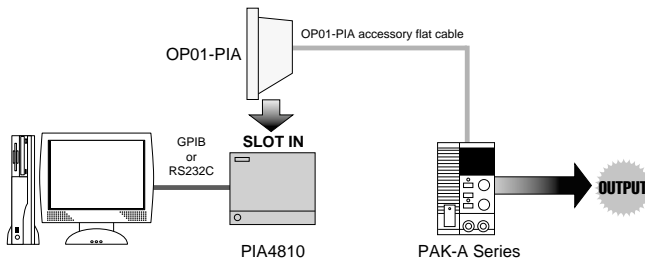 OP01-PIA accessory flat cable
OP01-PIA
GPIB
or
RS232C
SLOT IN
OUTPUT
PIA4810
PAK-A Series